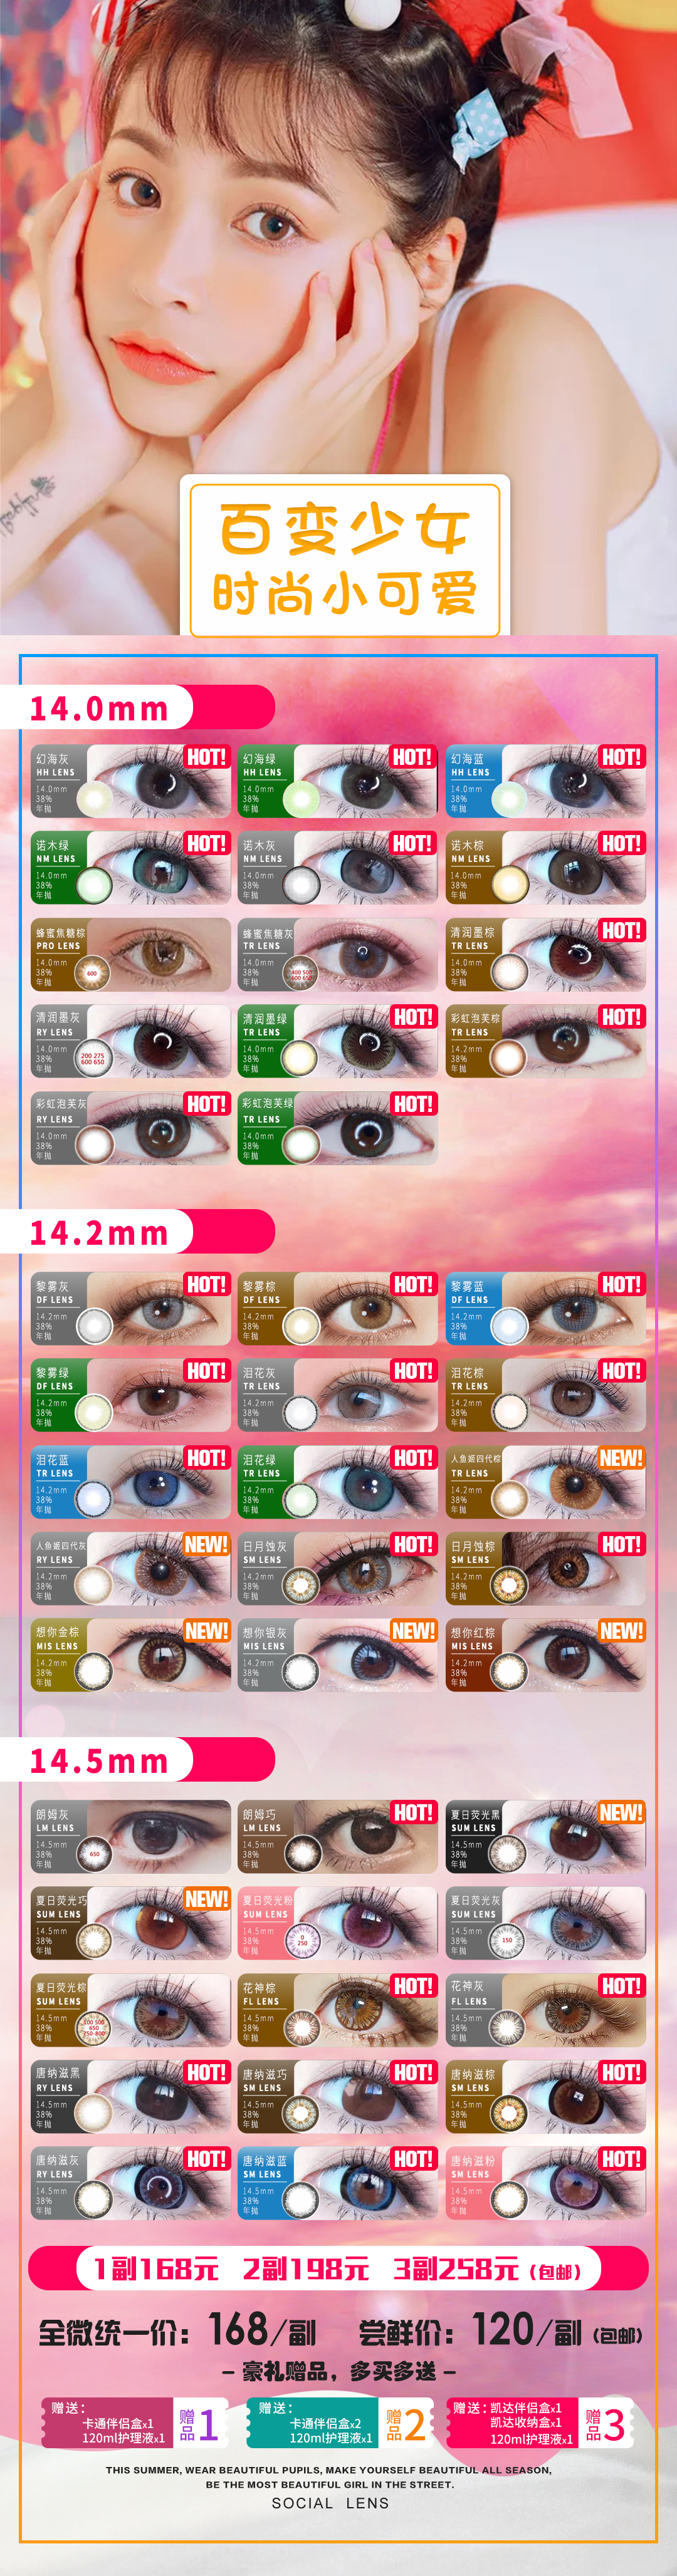 百变少女
时尚小可爱
14.0mm
幻海灰
HH LENS
14.0mm
38%
年抛
HOT!
幻海绿
HH LENS
14.0mm
38%
年抛
HOT!
幻海蓝
HH LENS
14.0mm
38%
年抛
HOT!
诺木绿
NM LENS
14.0mm
38%
年抛
HOT!
诺木灰
NM LENS
14.0mm
38%
年抛
HOT!
诺木棕
NM LENS
14.0mm
38%
年抛
HOT!
蜂蜜焦糖棕
PRO LENS
14.0mm
38%
年抛
600
蜂蜜焦糖灰
TR LENS
14.0mm
38%
年抛
400 500
600 650
清润墨棕
TR LENS
14.0mm
38%
年抛
HOT!
清润墨灰
RY LENS
14.0mm
38%
年抛
200 275
600 650
清润墨绿
TR LENS
14.0mm
38%
年抛
HOT!
彩虹泡芙棕
TR LENS
14.2mm
38%
年抛
HOT!
彩虹泡芙灰
RY LENS
14.0mm
38%
年抛
HOT!
彩虹泡芙绿
TR LENS
14.0mm
38%
年抛
HOT!
14.2mm
黎雾灰
DF LENS
14.2mm
38%
年抛
HOT!
黎雾棕
DF LENS
14.2mm
38%
年抛
HOT!
黎雾蓝
DF LENS
14.2mm
38%
年抛
HOT!
黎雾绿
DF LENS
14.2mm
38%
年抛
HOT!
泪花灰
TR LENS
14.2mm
38%
年抛
HOT!
泪花棕
TR LENS
14.2mm
38%
年抛
HOT!
泪花蓝
TR LENS
14.2mm
38%
年抛
HOT!
泪花绿
TR LENS
14.2mm
38%
年抛
HOT!
人鱼姬四代棕
TR LENS
14.2mm
38%
年抛
NEW!
人鱼姬四代灰
RY LENS
14.2mm
38%
年抛
NEW!
日月蚀灰
SM LENS
14.2mm
38%
年抛
HOT!
日月蚀棕
SM LENS
14.2mm
38%
年抛
HOT!
想你金棕
MIS LENS
14.2mm
38%
年抛
NEW!
想你银灰
MIS LENS
14.2mm
38%
年抛
NEW!
想你红棕
MIS LENS
14.2mm
38%
年抛
NEW!
14.5mm
朗姆灰
LM LENS
14.5mm
38%
年抛
650
朗姆巧
LM LENS
14.5mm
38%
年抛
HOT!
夏日荧光黑
SUM LENS
14.5mm
38%
年抛
NEW!
夏日荧光巧
SUM LENS
14.5mm
38%
年抛
NEW!
夏日荧光粉
SUM LENS
14.5mm
38%
年抛
0
250
夏日荧光灰
SUM LENS
14.5mm
38%
年抛
150
夏日荧光棕
SUM LENS
14.5mm
38%
年抛
650
花神棕
FL LENS
14.5mm
38%
年抛
HOT!
花神灰
FL LENS
14.5mm
38%
年抛
HOT!
唐纳滋黑
RY LENS
14.5mm
38%
年抛
HOT!
唐纳滋巧
SM LENS
14.5mm
38%
年抛
HOT!
唐纳滋棕
SM LENS
14.5mm
38%
年抛
HOT!
唐纳滋灰
RY LENS
14.5mm
38%
年抛
HOT!
唐纳滋蓝
SM LENS
14.5mm
38%
年抛
HOT!
唐纳滋粉
SM LENS
14.5mm
38%
年抛
HOT!
1副168元 2副198元 3副258元（包邮）
全微统一价：168/副 尝鲜价：120/副（包邮）
– 豪礼赠品，多买多送 –
赠送：
卡通伴侣盒x1
120ml护理液x1
赠品1
赠送：
卡通伴侣盒x2
120ml护理液x1
赠品2
赠送：凯达伴侣盒x1
凯达收纳盒x1
120ml护理液x1
赠品3
THIS SUMMER, WEAR BEAUTIFUL PUPILS, MAKE YOURSELF BEAUTIFUL ALL SEASON,
BE THE MOST BEAUTIFUL GIRL IN THE STREET.
SOCIAL LENS